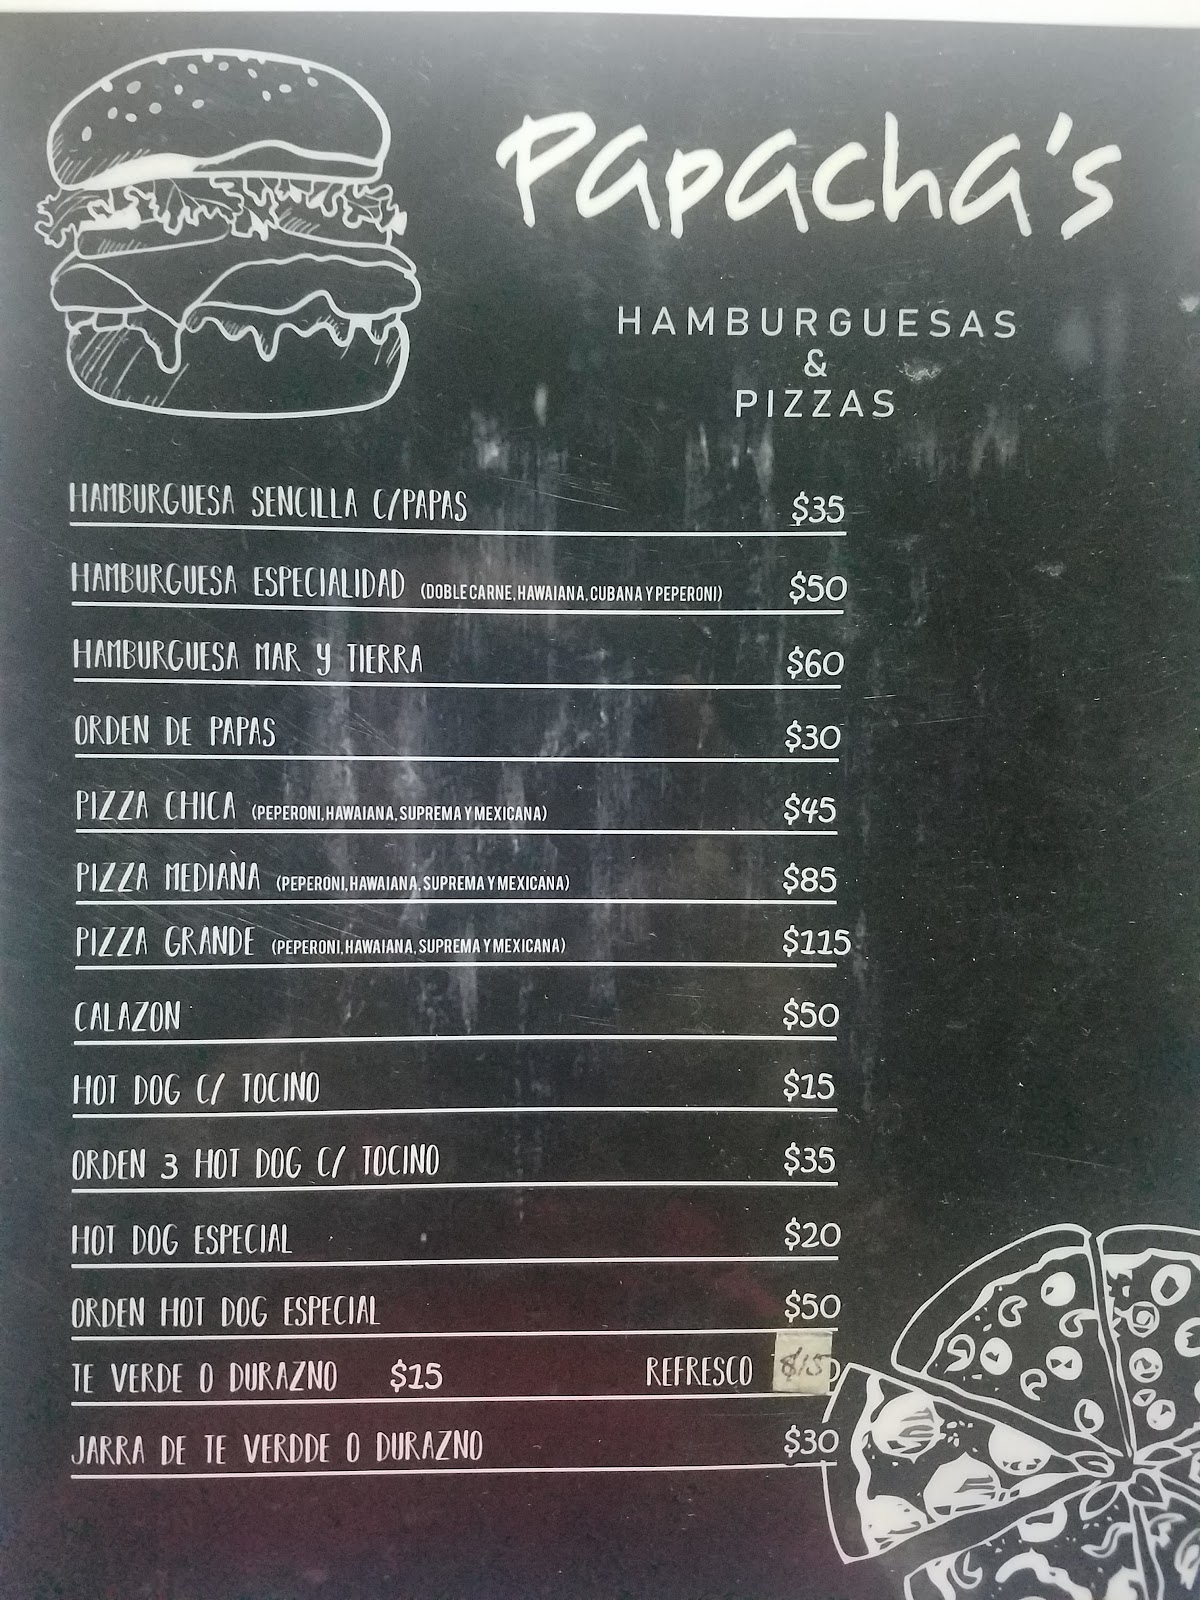 Papacha's
HAMBURGUESAS
&
PIZZAS
HAMBURGUESA SENCILLA C/PAPAS $35
HAMBURGUESA ESPECIALIDAD (DOBLE CARNE, HAWAIANA, CUBANA Y PEPERONI) $50
HAMBURGUESA MAR Y TIERRA $60
ORDEN DE PAPAS $30
PIZZA CHICA (PEPERONI, HAWAIANA, SUPREMA Y MEXICANA) $45
PIZZA MEDIANA (PEPERONI, HAWAIANA, SUPREMA Y MEXICANA) $85
PIZZA GRANDE (PEPERONI, HAWAIANA, SUPREMA Y MEXICANA) $115
CALAZON $50
HOT DOG C/ TOCINO $15
ORDEN 3 HOT DOG C/ TOCINO $35
HOT DOG ESPECIAL $20
ORDEN HOT DOG ESPECIAL $50
TE VERDE O DURAZNO $15 REFRESCO $15
JARRA DE TE VERDDE O DURAZNO $30